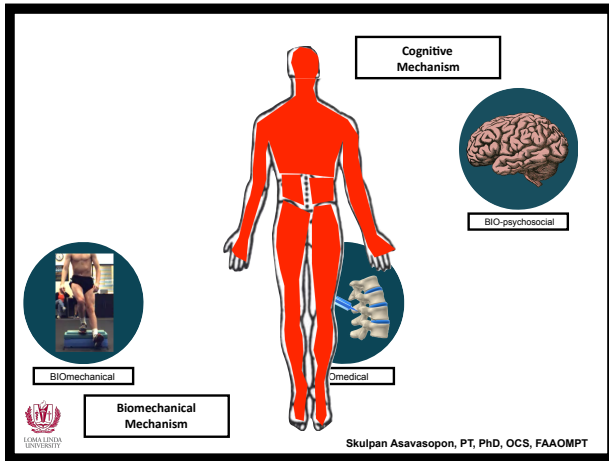 Cognitive
Mechanism
BIO-psychosocial
BIOmechanical
Omedical
Biomechanical
Mechanism
LOMA LINDA
UNIVERSITY
Skulpan Asavasopon, PT, PhD, OCS, FAAOMPT